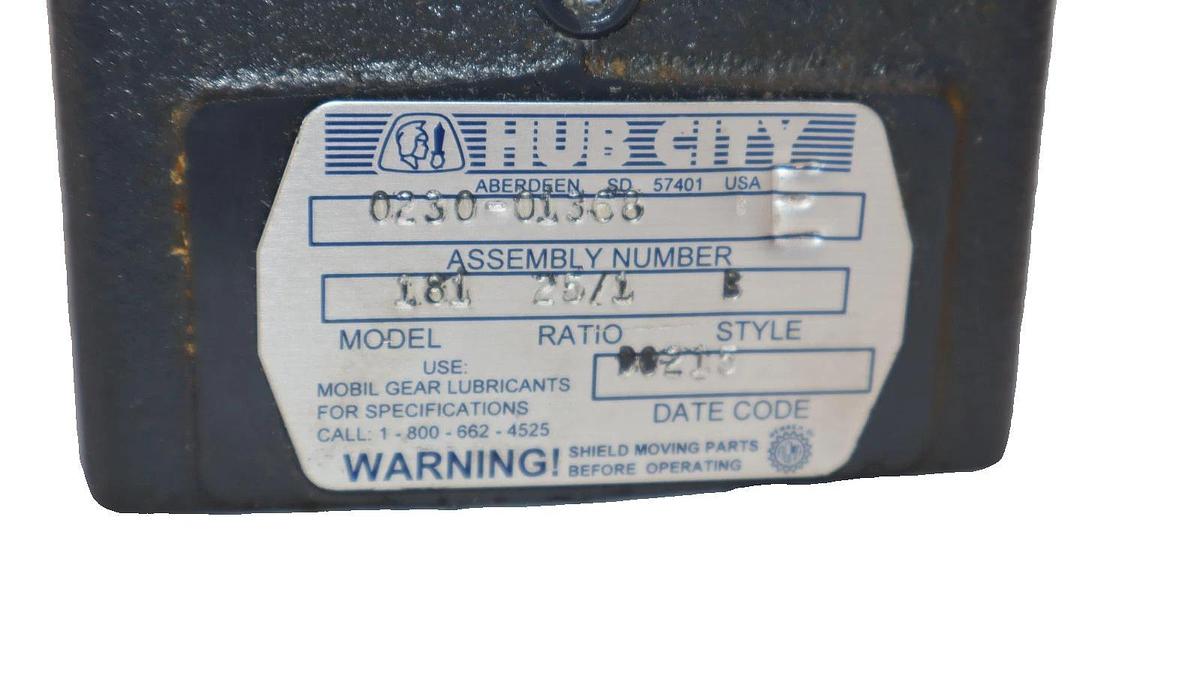 HUB CITY
ABERDEEN, SD 57401 USA
0230-01368
ASSEMBLY NUMBER
181 25/1 B
MODEL RATIO STYLE
USE:
MOBIL GEAR LUBRICANTS
FOR SPECIFICATIONS
CALL: 1 - 800 - 662 - 4525
DATE CODE
WARNING! SHIELD MOVING PARTS
BEFORE OPERATING